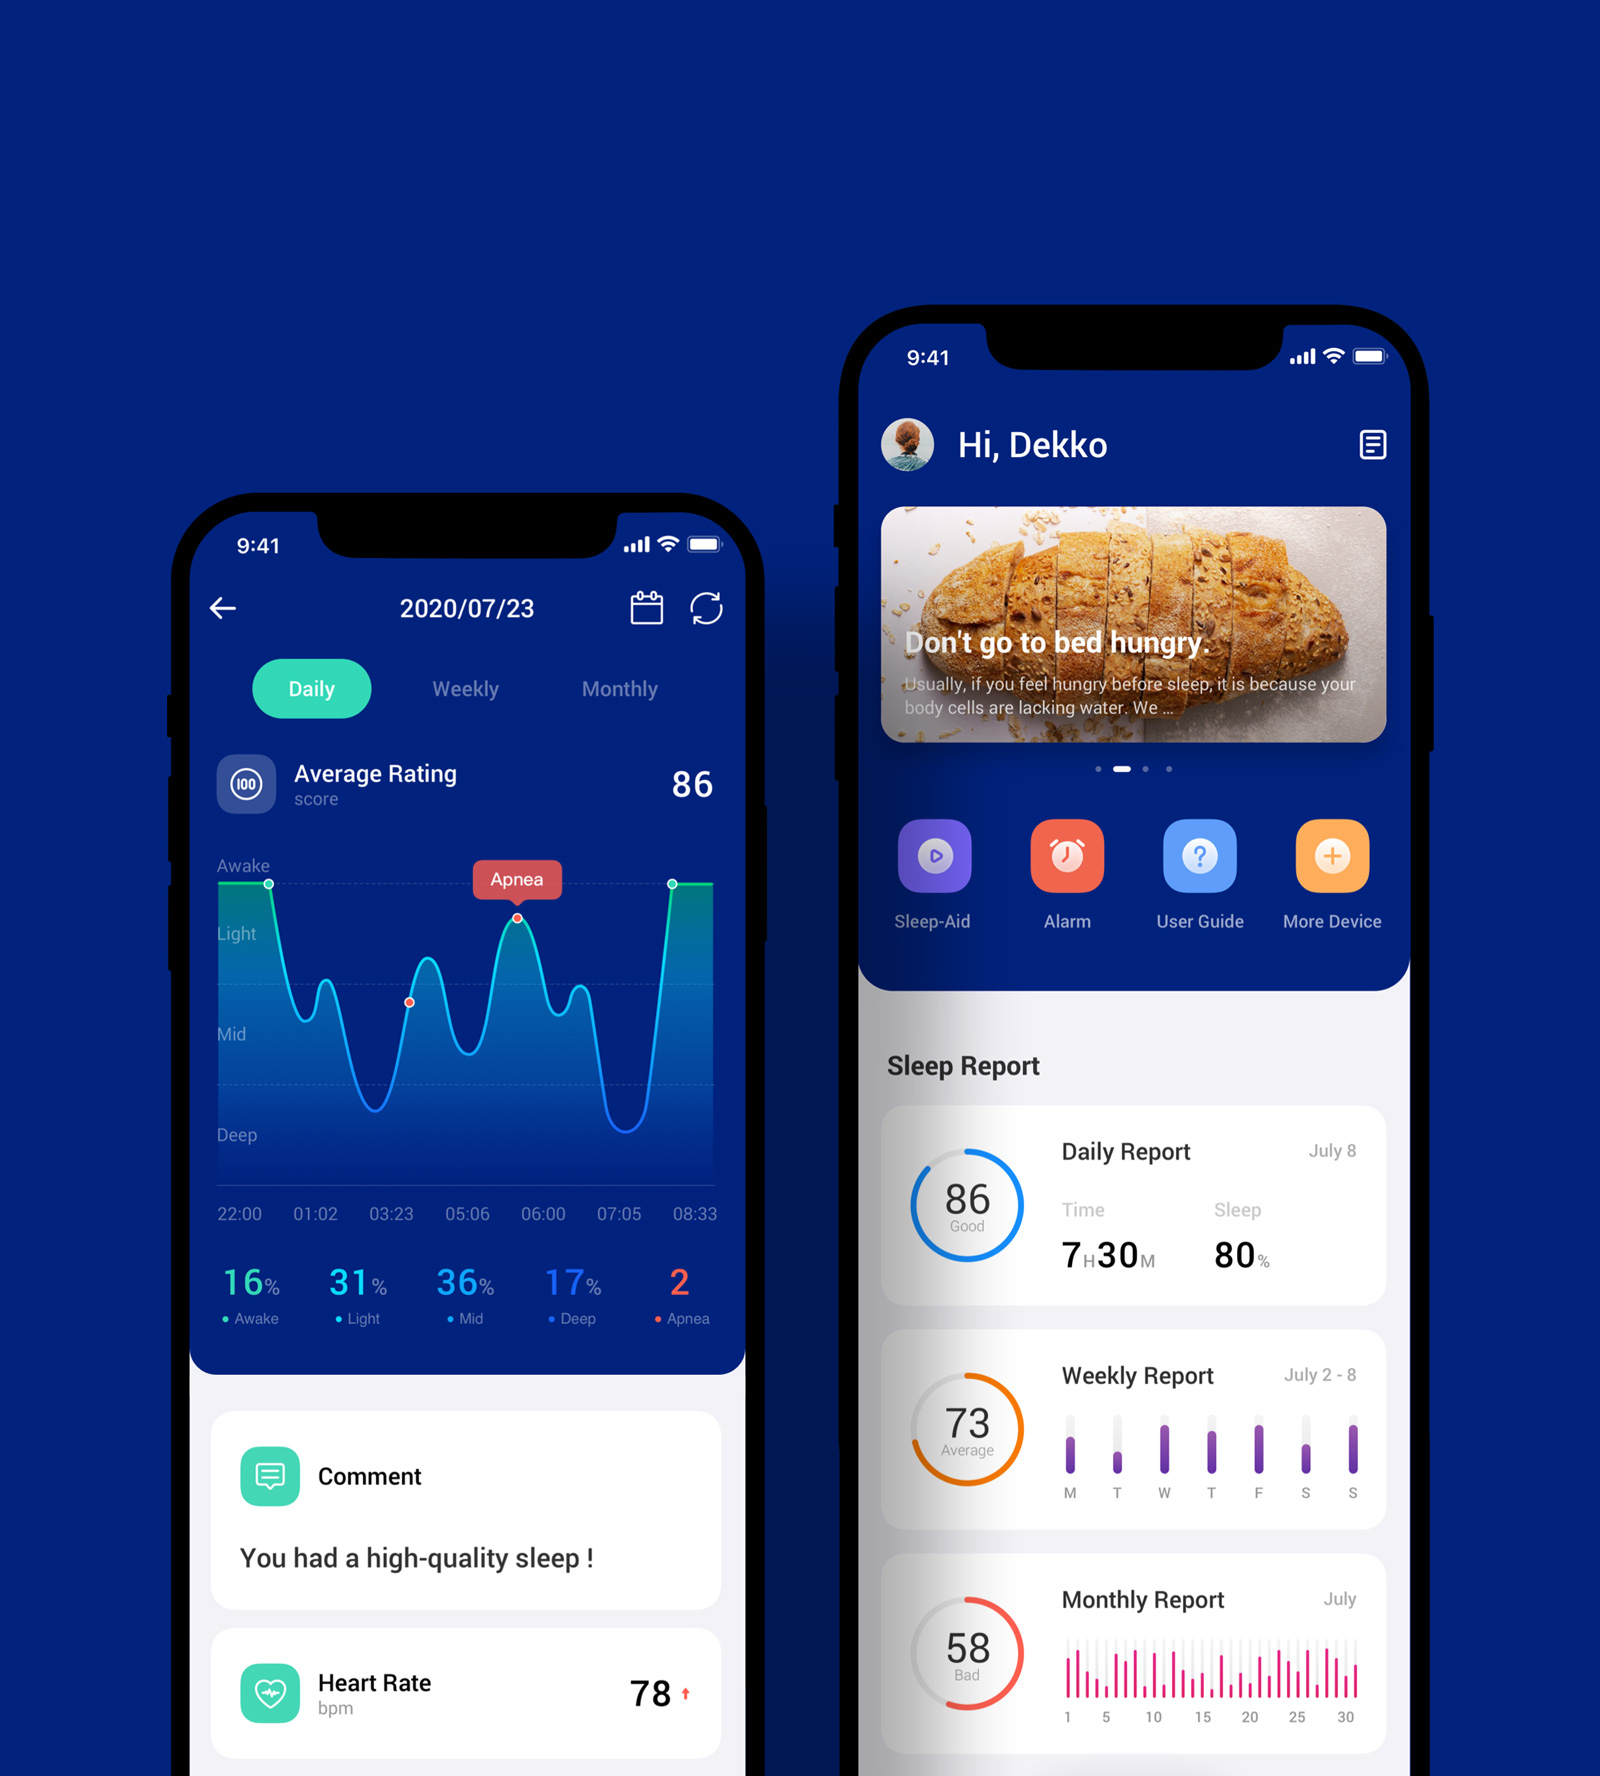 9:41
2020/07/23
Daily Weekly Monthly
100
Average Rating
score
86
Awake
Apnea
Light
Mid
Deep
22:00 01:02 03:23 05:06 06:00 07:05 08:33
16% 31% 36% 17% 2
Awake Light Mid Deep Apnea
Comment
You had a high-quality sleep !
Heart Rate
bpm
78
9:41
Hi, Dekko
Don't go to bed hungry.
Usually, if you feel hungry before sleep, it is because your
body cells are lacking water. We ...
?
Sleep-Aid Alarm User Guide More Device
Sleep Report
86
Good
Daily Report July 8
Time Sleep
7H30M 80%
73
Average
Weekly Report July 2 - 8
M T W T F S S
58
Bad
Monthly Report July
1 5 10 15 20 25 30